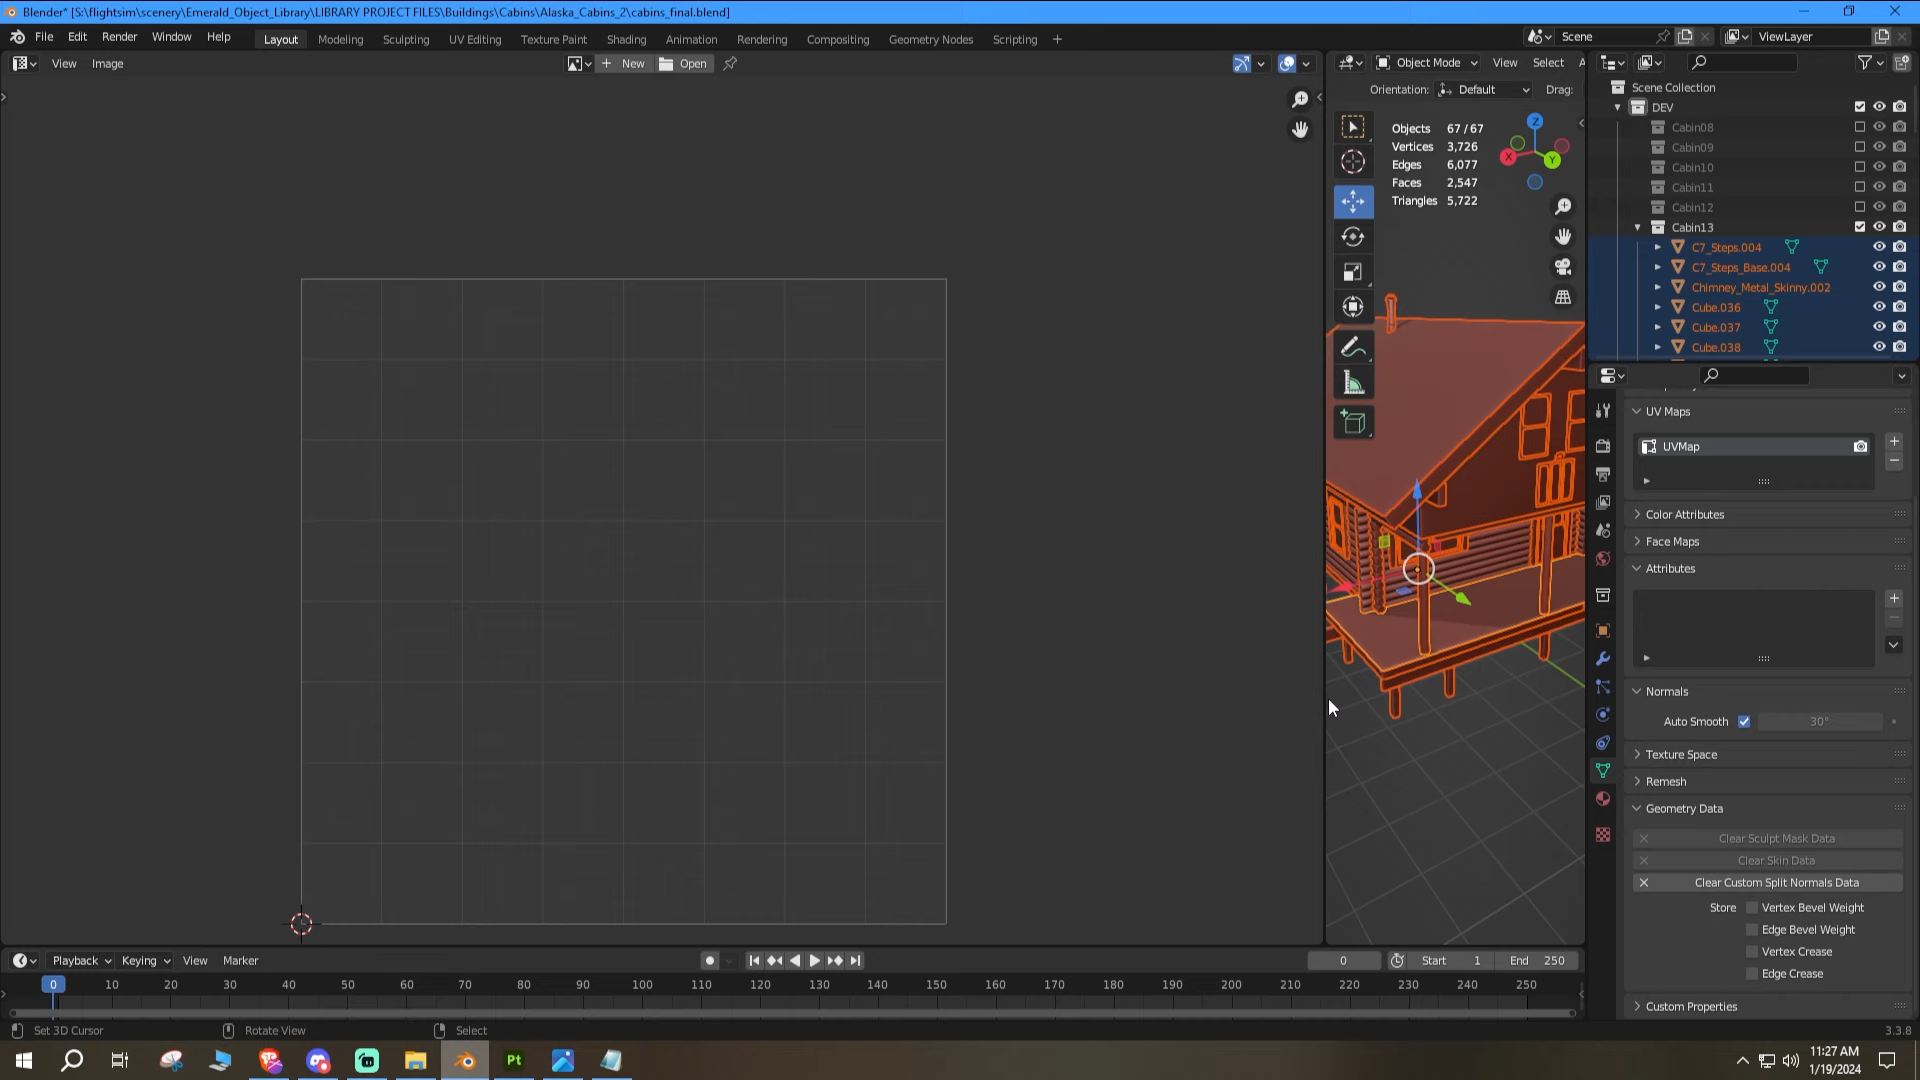 Blender* [S:\flightsim\scenery\Emerald_Object_Library\LIBRARY PROJECT FILES\Buildings\Cabins\Alaska_Cabins_2\cabins_final.blend]
File Edit Render Window Help Layout Modeling Sculpting UV Editing Texture Paint Shading Animation Rendering Compositing Geometry Nodes Scripting + Scene ViewLayer
View Image + New Open Object Mode View Select A
Orientation: Default Drag:
Scene Collection
DEV
Objects 67 / 67
Vertices 3,726
Edges 6,077
Faces 2,547
Triangles 5,722
Z
X
Y
Cabin08
Cabin09
Cabin10
Cabin11
Cabin12
Cabin13
C7_Steps.004
C7_Steps_Base.004
Chimney_Metal_Skinny.002
Cube.036
Cube.037
Cube.038
UV Maps
UVMap
Color Attributes
Face Maps
Attributes
Normals
Auto Smooth 30°
Texture Space
Remesh
Geometry Data
Clear Sculpt Mask Data
Clear Skin Data
Clear Custom Split Normals Data
Store Vertex Bevel Weight
Edge Bevel Weight
Vertex Crease
Edge Crease
Custom Properties
Playback Keying View Marker 0 Start 1 End 250
0 10 20 30 40 50 60 70 80 90 100 110 120 130 140 150 160 170 180 190 200 210 220 230 240 250
Set 3D Cursor Rotate View Select 3.3.8
Pt
11:27 AM
1/19/2024